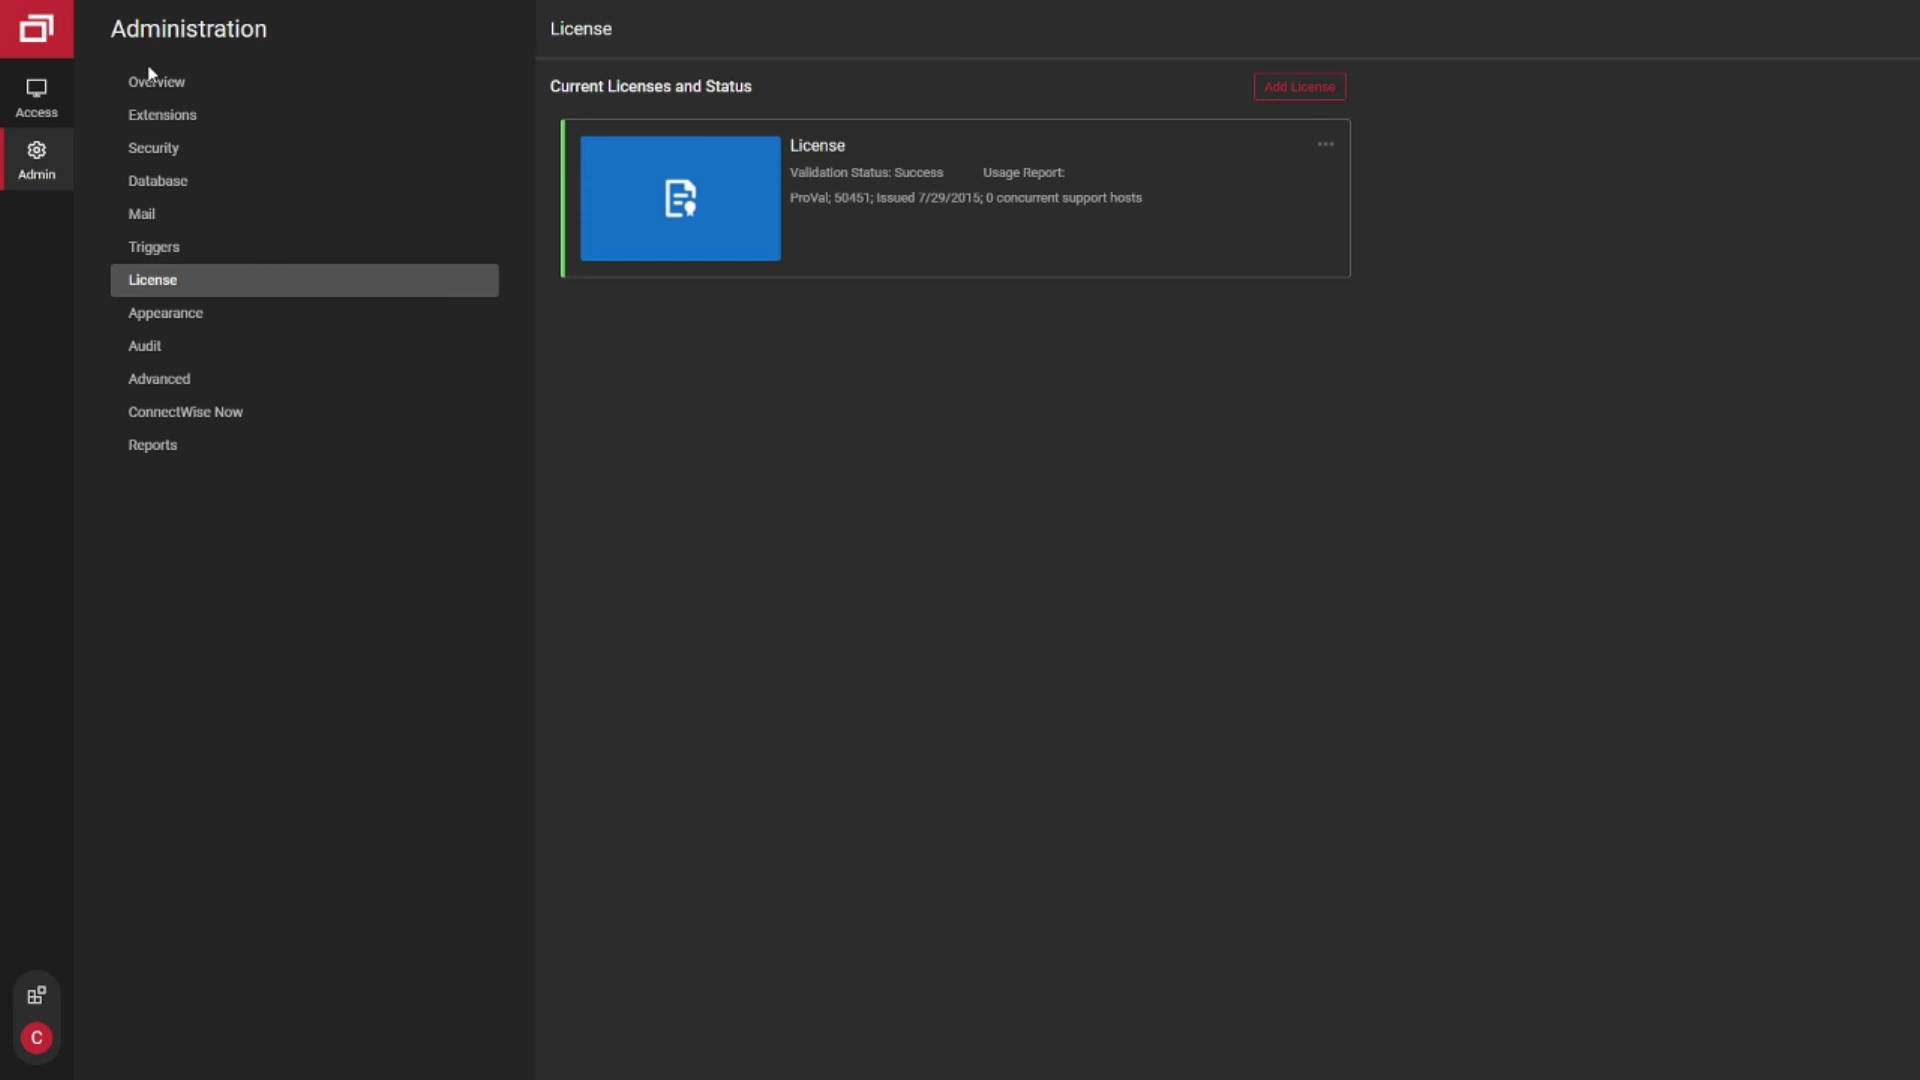 Administration
License
Access
Admin
Overview
Extensions
Security
Database
Mail
Triggers
License
Appearance
Audit
Advanced
ConnectWise Now
Reports
Current Licenses and Status
Add License
License
Validation Status: Success Usage Report:
ProVal; 50451; Issued 7/29/2015; 0 concurrent support hosts
C